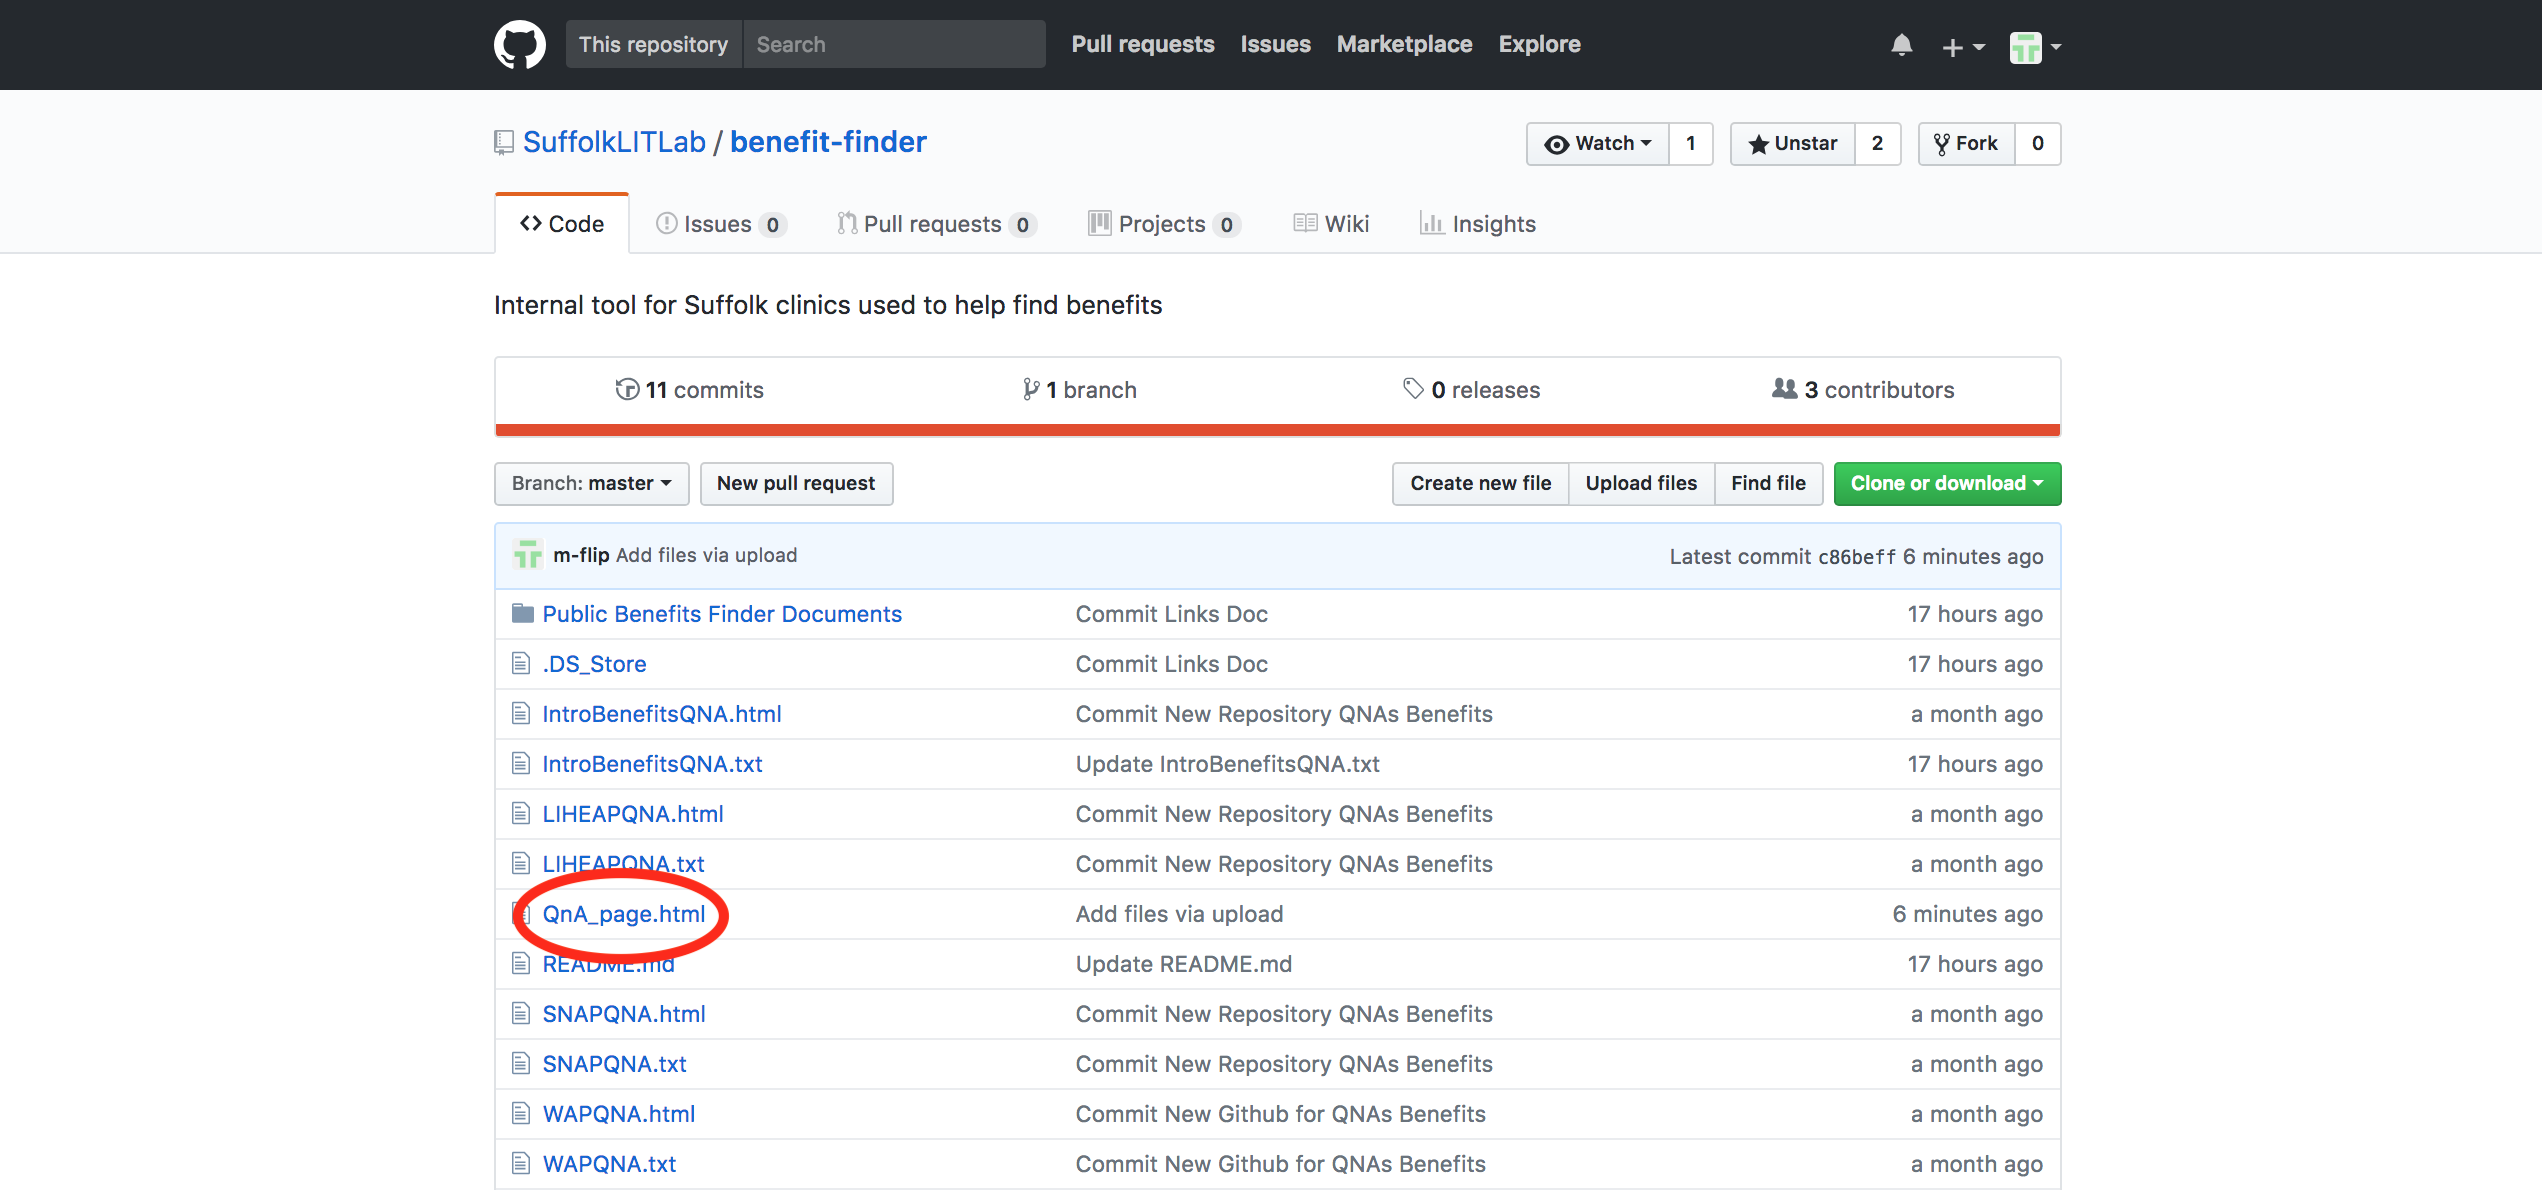 This repository Search Pull requests Issues Marketplace Explore
SuffolkLITLab / benefit-finder Watch 1 Unstar 2 Fork 0
Code Issues 0 Pull requests 0 Projects 0 Wiki Insights
Internal tool for Suffolk clinics used to help find benefits
11 commits 1 branch 0 releases 3 contributors
Branch: master New pull request Create new file Upload files Find file Clone or download
m-flip Add files via upload Latest commit c86beff 6 minutes ago
Public Benefits Finder Documents Commit Links Doc 17 hours ago
.DS_Store Commit Links Doc 17 hours ago
IntroBenefitsQNA.html Commit New Repository QNAs Benefits a month ago
IntroBenefitsQNA.txt Update IntroBenefitsQNA.txt 17 hours ago
LIHEAPQNA.html Commit New Repository QNAs Benefits a month ago
LIHEAPQNA.txt Commit New Repository QNAs Benefits a month ago
QnA_page.html Add files via upload 6 minutes ago
README.md Update README.md 17 hours ago
SNAPQNA.html Commit New Repository QNAs Benefits a month ago
SNAPQNA.txt Commit New Repository QNAs Benefits a month ago
WAPQNA.html Commit New Github for QNAs Benefits a month ago
WAPQNA.txt Commit New Github for QNAs Benefits a month ago